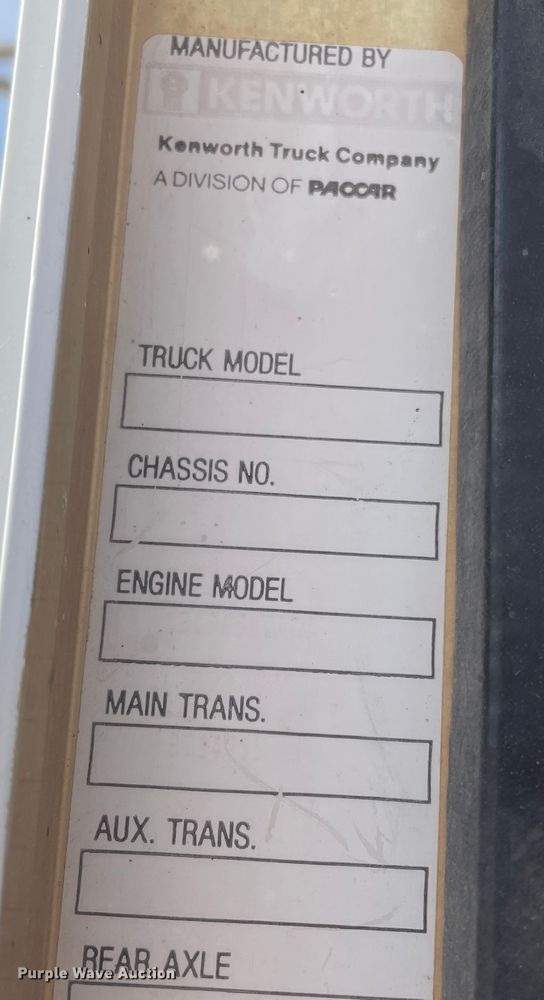 MANUFACTURED BY
KENWORTH
Kenworth Truck Company
A DIVISION OF PACCAR
TRUCK MODEL
CHASSIS NO.
ENGINE MODEL
MAIN TRANS.
AUX. TRANS.
REAR AXLE
Purple Wave Auction